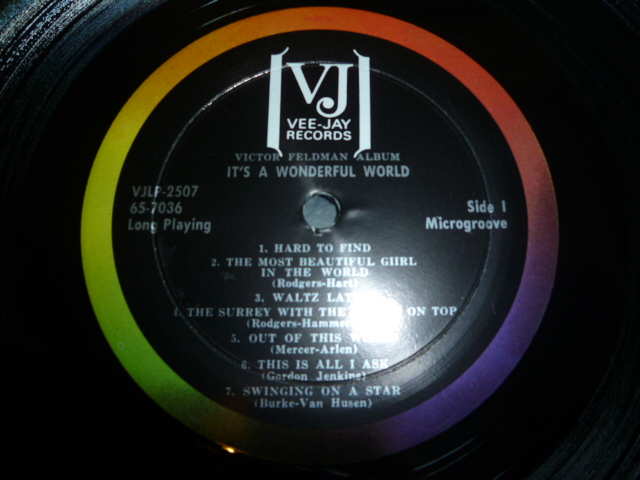 VJ
VEE-JAY
RECORDS
VICTOR FELDMAN ALBUM
IT'S A WONDERFUL WORLD
VJLP-2507
65-7036
Long Playing
Side 1
Microgroove
1. HARD TO FIND
2. THE MOST BEAUTIFUL GIIRL
IN THE WORLD
(Rodgers-Hart)
3. WALTZ
4. THE SURREY WITH THE ON TOP
(Rodgers-
5. OUT OF THIS
(Mercer-Arlen)
6. THIS IS ALL I ASK
(Gordon Jenkins)
7. SWINGING ON A STAR
(Burke-Van Husen)